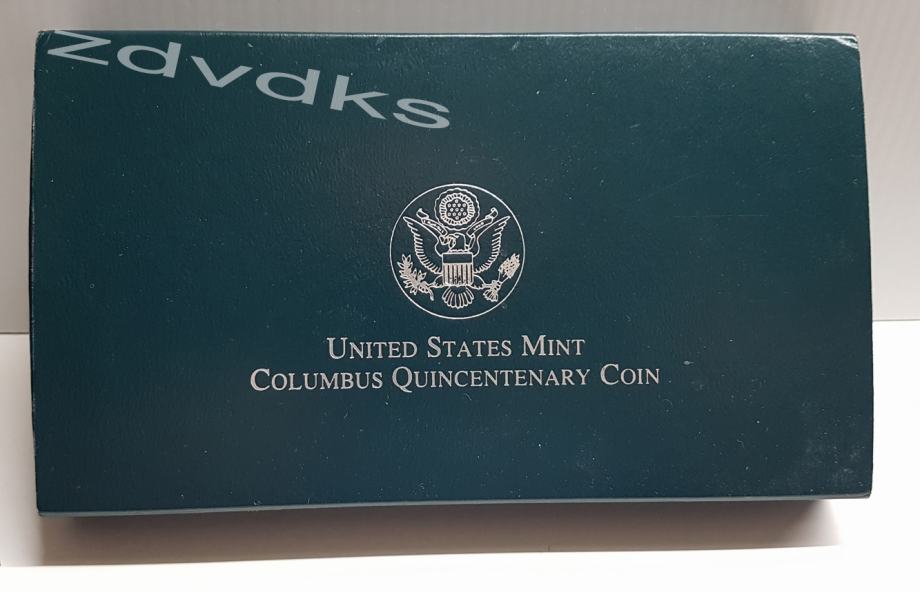 zdvdks
United States Mint
Columbus Quincentenary Coin